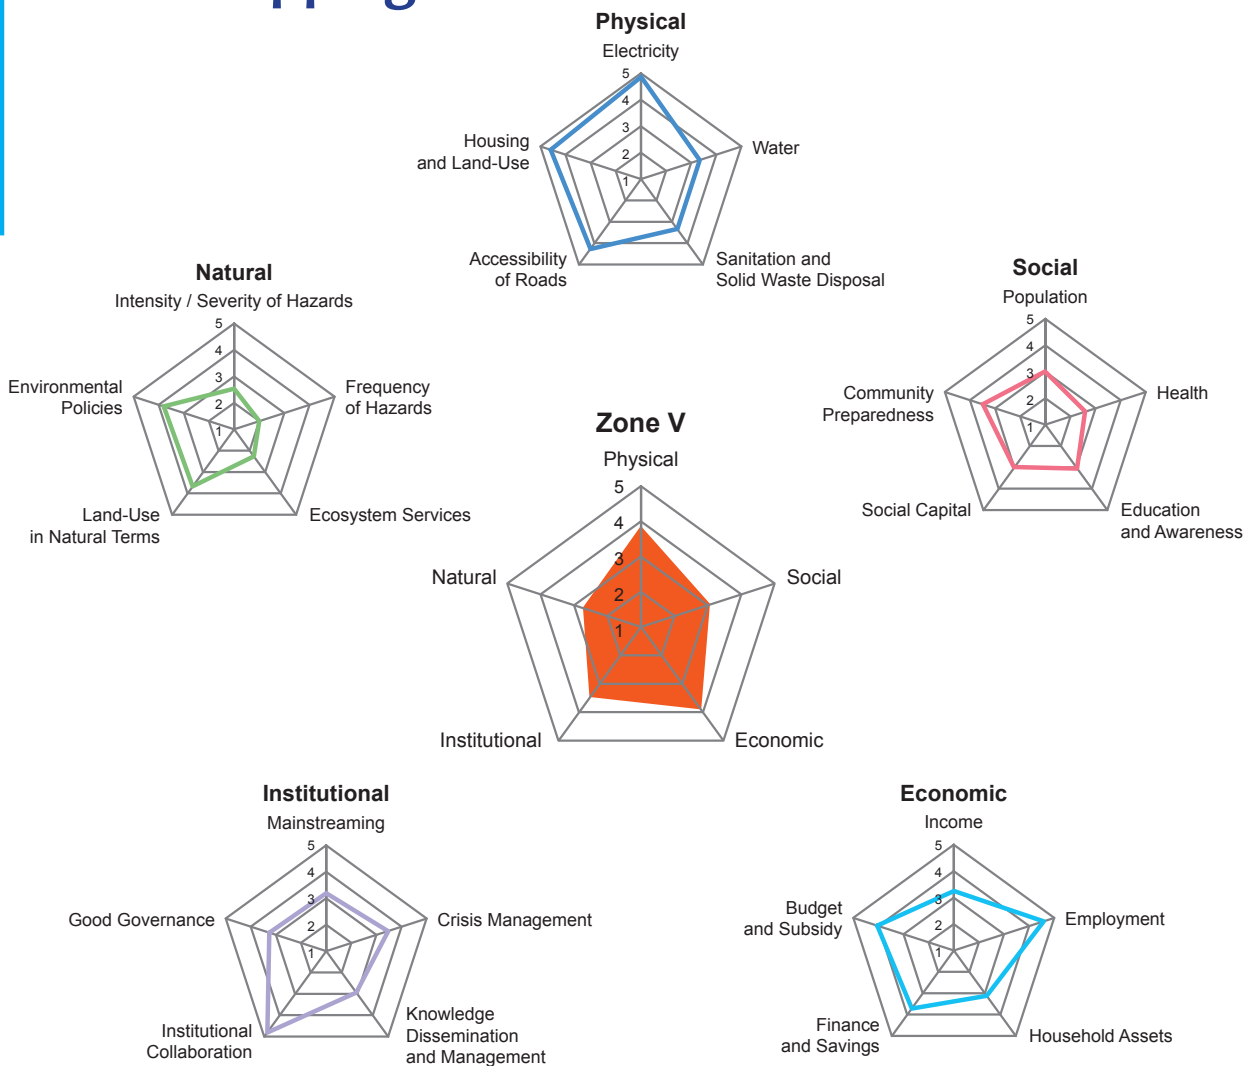 Physical
Electricity
5
4
3
2
1
Housing
and Land-Use
Water
Accessibility
of Roads
Sanitation and
Solid Waste Disposal
Natural
Intensity / Severity of Hazards
5
4
3
2
1
Environmental
Policies
Frequency
of Hazards
Land-Use
in Natural Terms
Ecosystem Services
Social
Population
5
4
3
2
1
Community
Preparedness
Health
Social Capital
Education
and Awareness
Zone V
Physical
5
4
3
2
1
Natural
Social
Institutional
Economic
Institutional
Mainstreaming
5
4
3
2
1
Good Governance
Crisis Management
Institutional
Collaboration
Knowledge
Dissemination
and Management
Economic
Income
5
4
3
2
1
Budget
and Subsidy
Employment
Finance
and Savings
Household Assets